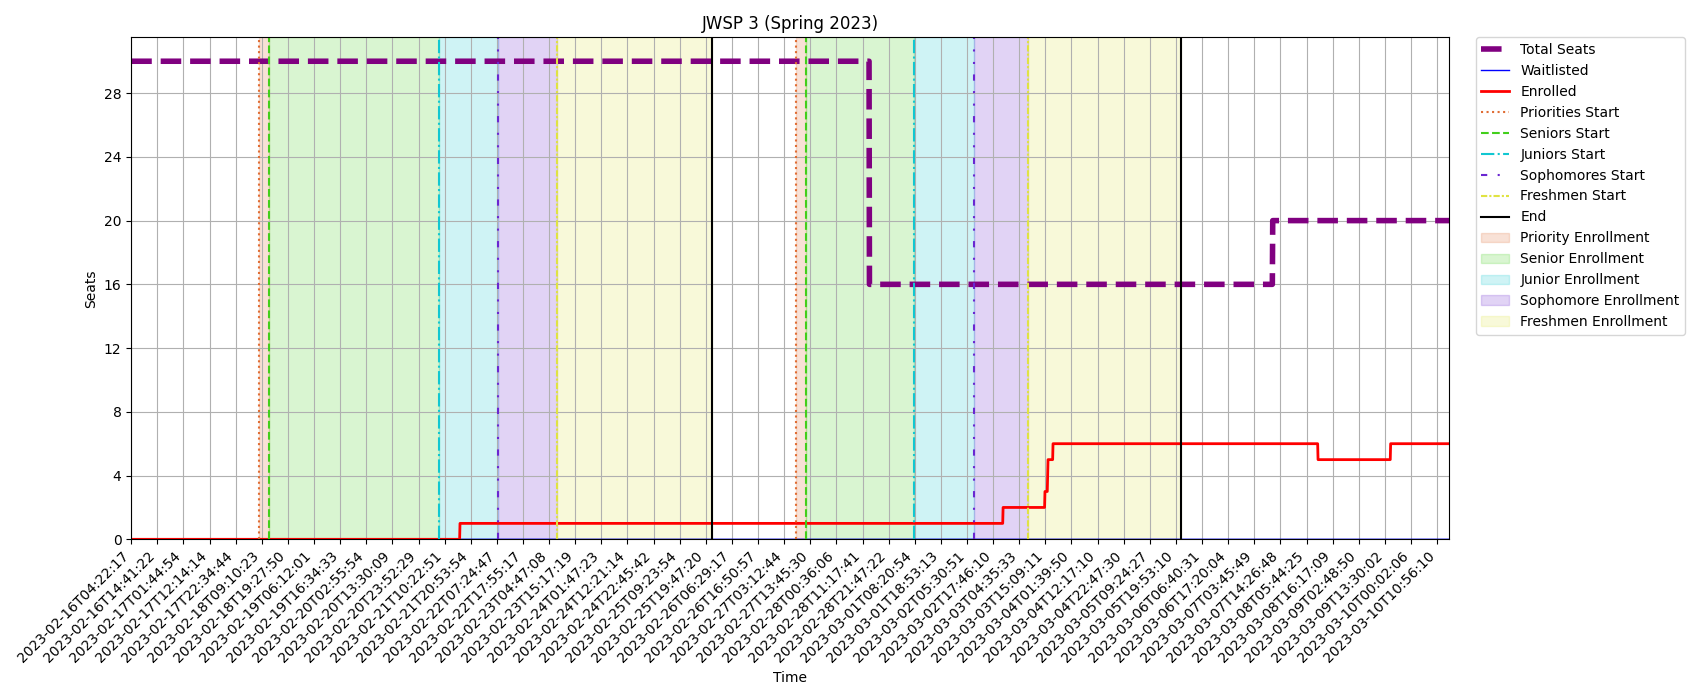 JWSP 3 (Spring 2023)
Seats
28
24
20
16
12
8
4
0
2023-02-16T04:22:17
2023-02-16T14:41:22
2023-02-17T01:44:54
2023-02-17T12:14:14
2023-02-17T22:34:44
2023-02-18T09:10:23
2023-02-18T19:27:50
2023-02-19T06:12:01
2023-02-19T16:34:33
2023-02-20T02:55:54
2023-02-20T13:30:09
2023-02-20T23:52:29
2023-02-21T10:22:51
2023-02-21T20:53:54
2023-02-22T07:24:47
2023-02-22T17:55:17
2023-02-23T04:47:08
2023-02-23T15:17:19
2023-02-24T01:47:23
2023-02-24T12:21:14
2023-02-24T22:45:42
2023-02-25T09:23:54
2023-02-25T19:47:20
2023-02-26T06:29:17
2023-02-26T16:50:57
2023-02-27T03:12:44
2023-02-27T13:45:30
2023-02-28T00:36:06
2023-02-28T11:17:41
2023-02-28T21:47:22
2023-03-01T08:20:54
2023-03-01T18:53:13
2023-03-02T05:30:51
2023-03-02T17:46:10
2023-03-03T04:35:33
2023-03-03T15:09:11
2023-03-04T01:39:50
2023-03-04T12:17:10
2023-03-04T22:47:30
2023-03-05T09:24:27
2023-03-05T19:53:10
2023-03-06T06:40:31
2023-03-06T17:20:04
2023-03-07T03:45:49
2023-03-07T14:26:48
2023-03-08T05:44:25
2023-03-08T16:17:09
2023-03-09T02:48:50
2023-03-09T13:30:02
2023-03-10T00:02:06
2023-03-10T10:56:10
Time
Total Seats
Waitlisted
Enrolled
Priorities Start
Seniors Start
Juniors Start
Sophomores Start
Freshmen Start
End
Priority Enrollment
Senior Enrollment
Junior Enrollment
Sophomore Enrollment
Freshmen Enrollment